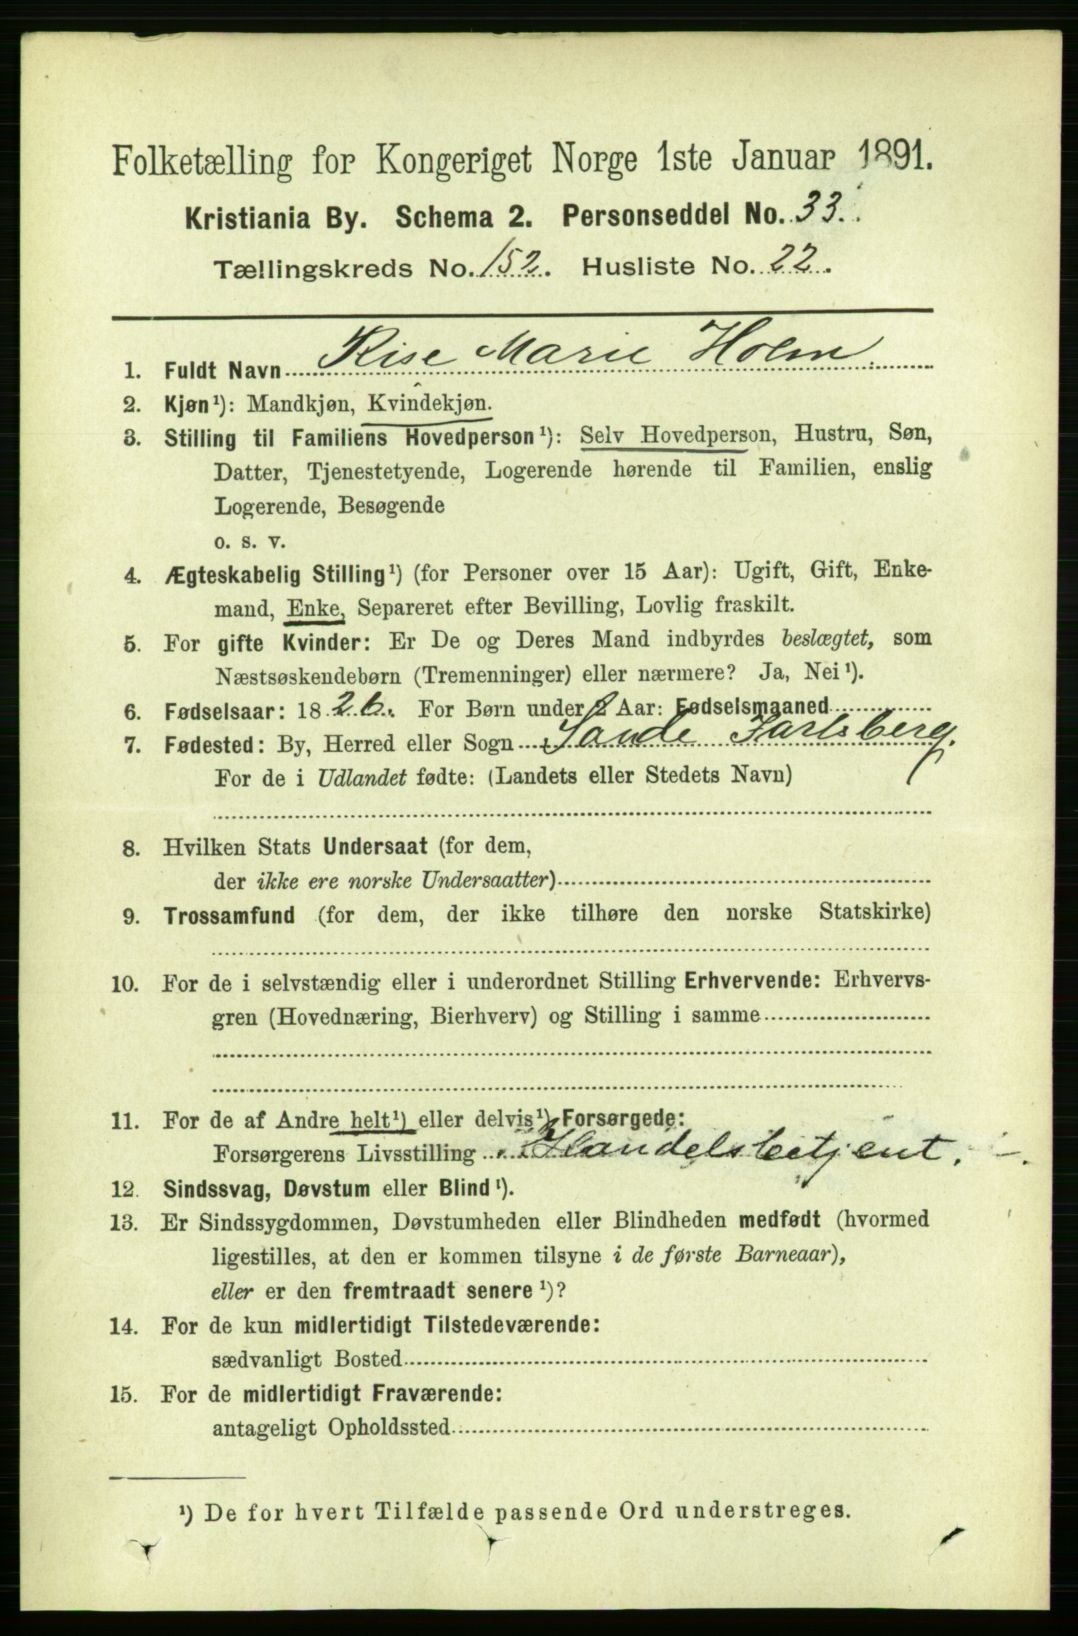 Folketælling for Kongeriget Norge 1ste Januar 1891.
Kristiania By. Schema 2. Personseddel No. 33.
Tællingskreds No. 152. Husliste No. 22.
1. Fuldt Navn Rise Marie Holm.
2. Kjøn¹): Mandkjøn, Kvindekjøn.
3. Stilling til Familiens Hovedperson¹): Selv Hovedperson, Hustru, Søn,
Datter, Tjenestetyende, Logerende hørende til Familien, enslig
Logerende, Besøgende
o. s. v.
4. Ægteskabelig Stilling¹) (for Personer over 15 Aar): Ugift, Gift, Enke-
mand, Enke, Separeret efter Bevilling, Lovlig fraskilt.
5. For gifte Kvinder: Er De og Deres Mand indbyrdes beslægtet, som
Næstsøskendebørn (Tremenninger) eller nærmere? Ja, Nei¹).
6. Fødselsaar: 1826. For Børn under 2 Aar: Fødselsmaaned
7. Fødested: By, Herred eller Sogn Sande Jarlsberg.
For de i Udlandet fødte: (Landets eller Stedets Navn)
8. Hvilken Stats Undersaat (for dem,
der ikke ere norske Undersaatter)
9. Trossamfund (for dem, der ikke tilhøre den norske Statskirke)
10. For de i selvstændig eller i underordnet Stilling Erhvervende: Erhvervs-
gren (Hovednæring, Bierhverv) og Stilling i samme
11. For de af Andre helt¹) eller delvis¹) Forsørgede:
Forsørgerens Livsstilling Handelsbetjent.
12. Sindssvag, Døvstum eller Blind¹).
13. Er Sindssygdommen, Døvstumheden eller Blindheden medfødt (hvormed
ligestilles, at den er kommen tilsyne i de første Barneaar),
eller er den fremtraadt senere¹)?
14. For de kun midlertidigt Tilstedeværende:
sædvanligt Bosted
15. For de midlertidigt Fraværende:
antageligt Opholdssted
¹) De for hvert Tilfælde passende Ord understreges.